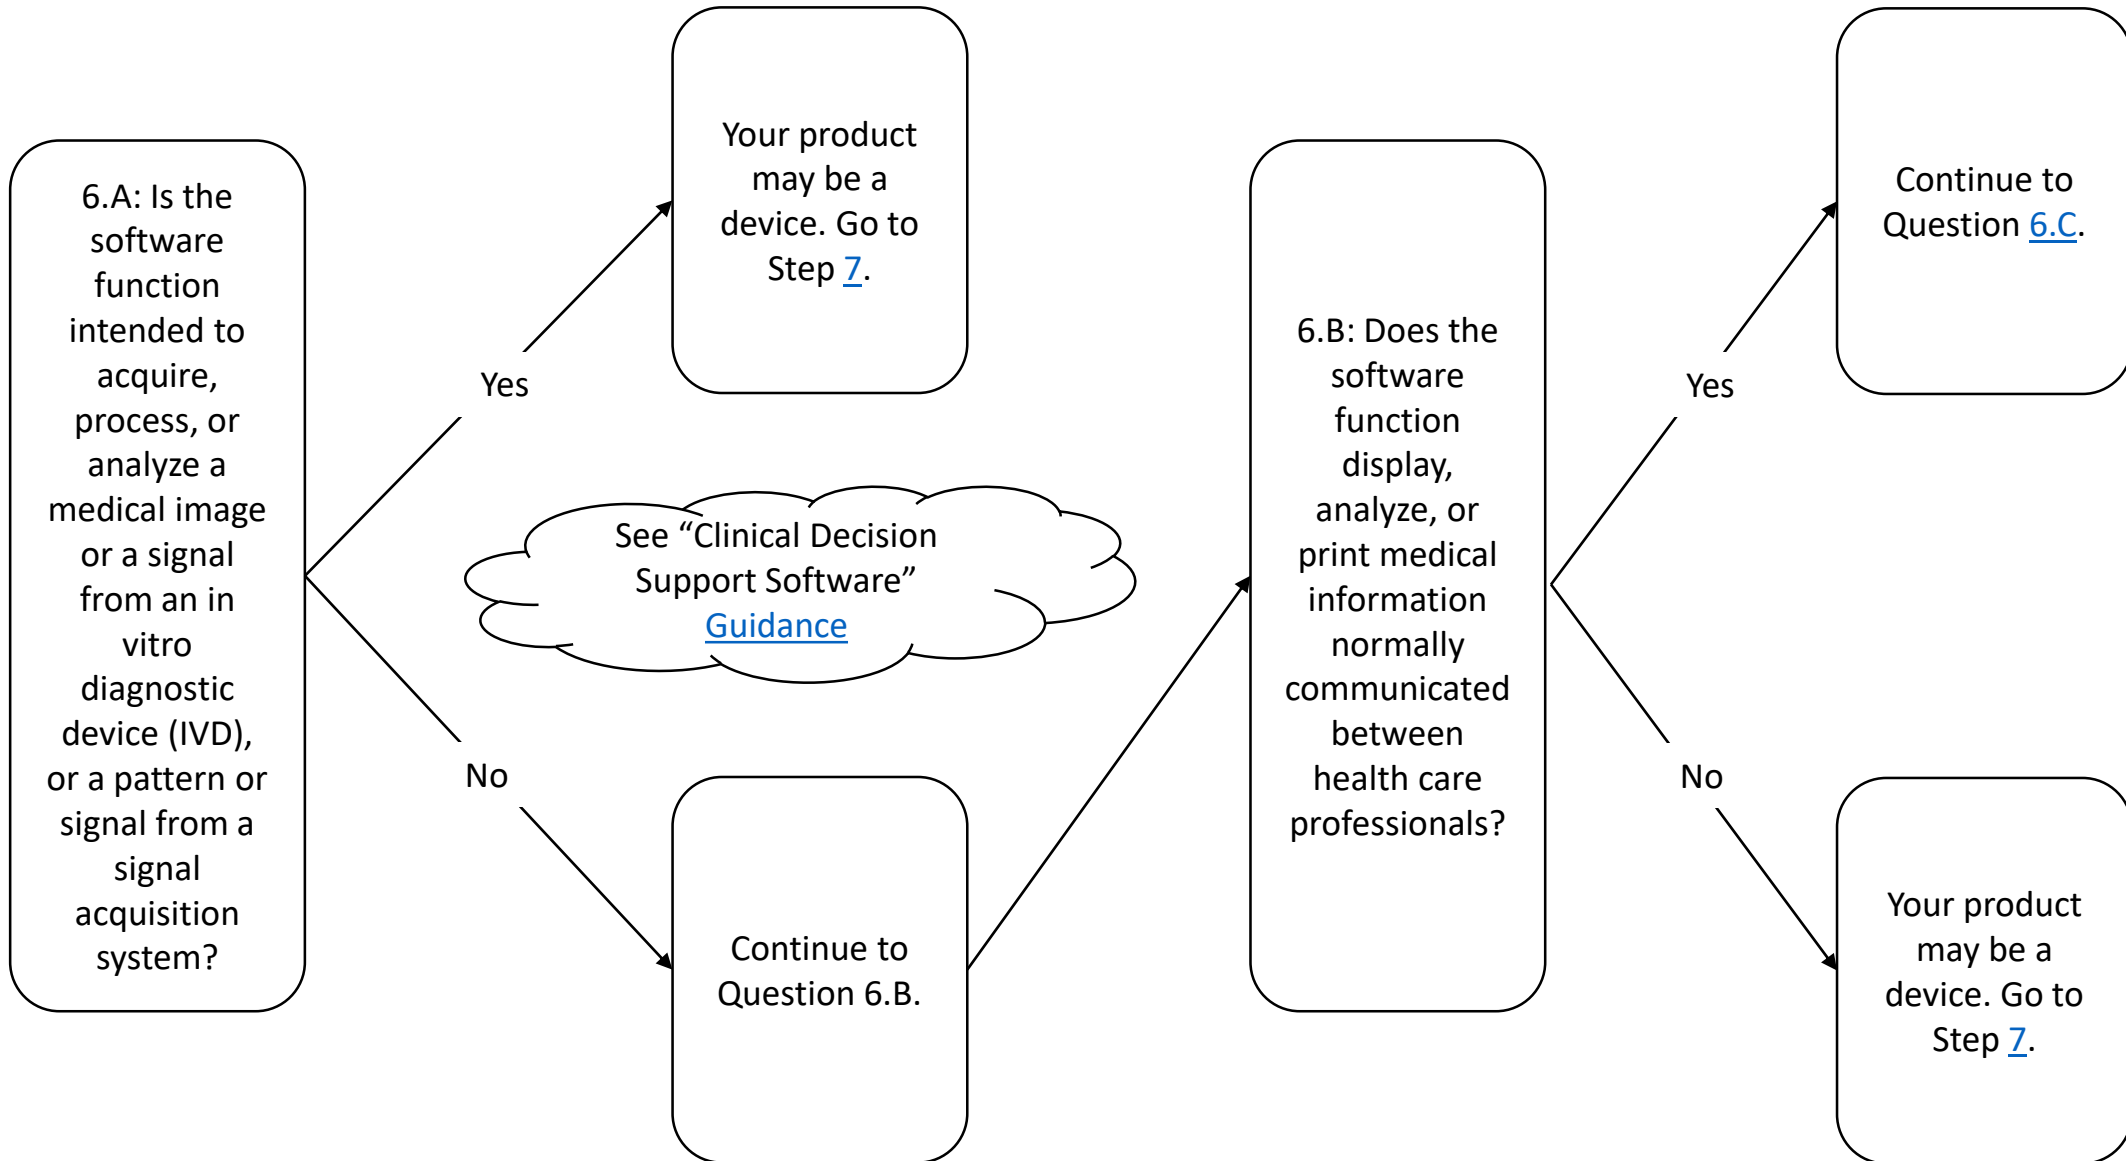 6.A: Is the
software
function
intended to
acquire,
process, or
analyze a
medical image
or a signal
from an in
vitro
diagnostic
device (IVD),
or a pattern or
signal from a
signal
acquisition
system?
Yes
No
Your product
may be a
device. Go to
Step 7.
See “Clinical Decision
Support Software”
Guidance
Continue to
Question 6.B.
6.B: Does the
software
function
display,
analyze, or
print medical
information
normally
communicated
between
health care
professionals?
Yes
No
Continue to
Question 6.C.
Your product
may be a
device. Go to
Step 7.